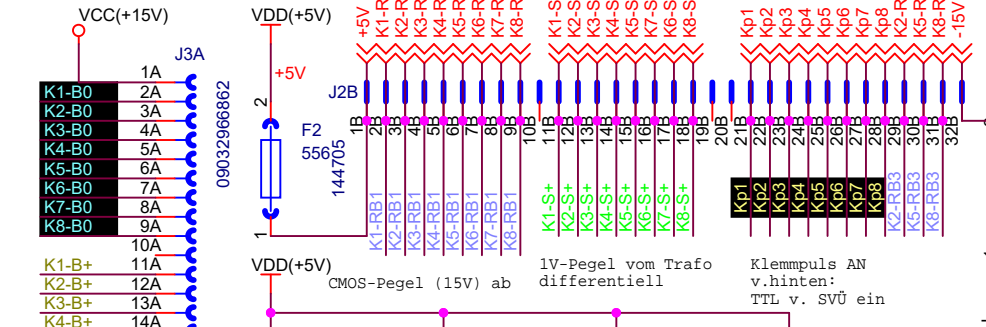 VCC(+15V)
VDD(+5V)
+5V
K1-R
K2-R
K3-R
K4-R
K5-R
K6-R
K7-R
K8-R
K1-S
K2-S
K3-S
K4-S
K5-S
K6-S
K7-S
K8-S
Kp1
Kp2
Kp3
Kp4
Kp5
Kp6
Kp7
Kp8
K2-R
K5-R
K8-R
-15V
J3A
1A
K1-B0 2A
K2-B0 3A
K3-B0 4A
K4-B0 5A
K5-B0 6A
K6-B0 7A
K7-B0 8A
K8-B0 9A
10A
K1-B+ 11A
K2-B+ 12A
K3-B+ 13A
K4-B+ 14A
09032966862
+5V
2
F2
556
144705
1
J2B
1B
2B
3B
4B
5B
6B
7B
8B
9B
10B
11B
12B
13B
14B
15B
16B
17B
18B
19B
20B
21B
22B
23B
24B
25B
26B
27B
28B
29B
30B
31B
32B
K1-RB1
K2-RB1
K3-RB1
K4-RB1
K5-RB1
K6-RB1
K7-RB1
K8-RB1
K1-S+
K2-S+
K3-S+
K4-S+
K5-S+
K6-S+
K7-S+
K8-S+
Kp1
Kp2
Kp3
Kp4
Kp5
Kp6
Kp7
Kp8
K2-RB3
K5-RB3
K8-RB3
VDD(+5V)
CMOS-Pegel (15V) ab
1V-Pegel vom Trafo
differentiell
Klemmpuls AN
v.hinten:
TTL v. SVÜ ein